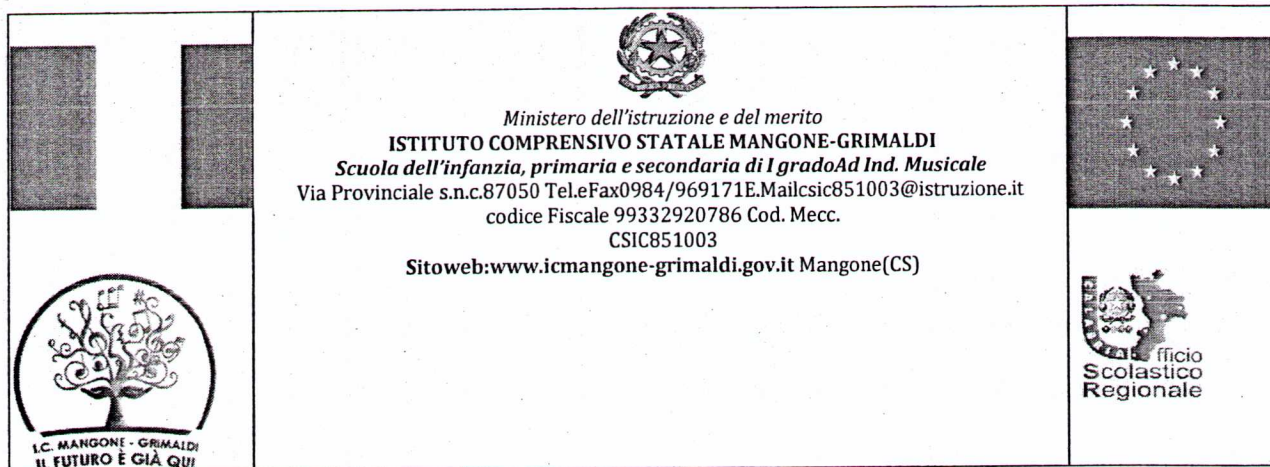 Ministero dell'istruzione e del merito
ISTITUTO COMPRENSIVO STATALE MANGONE-GRIMALDI
Scuola dell'infanzia, primaria e secondaria di I gradoAd Ind. Musicale
Via Provinciale s.n.c.87050 Tel.eFax0984/969171E.Mailcsic851003@istruzione.it
codice Fiscale 99332920786 Cod. Mecc.
CSIC851003
Sitoweb:www.icmangone-grimaldi.gov.it Mangone(CS)
I.C. MANGONE - GRIMALDI
IL FUTURO È GIÀ QUI
fficio
Scolastico
Regionale